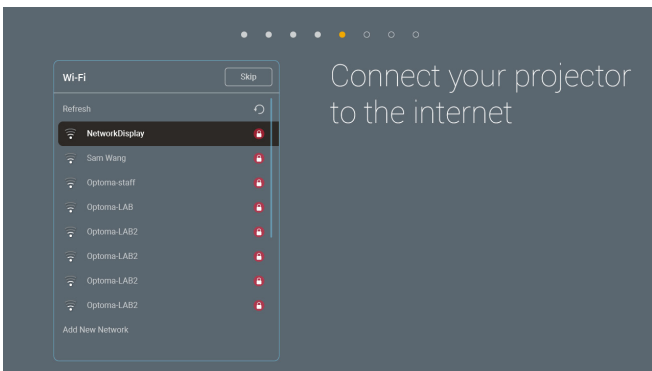 Wi-Fi
Skip
Connect your projector
to the internet
Refresh
NetworkDisplay
Sam Wang
Optoma-staff
Optoma-LAB
Optoma-LAB2
Optoma-LAB2
Optoma-LAB2
Optoma-LAB2
Add New Network